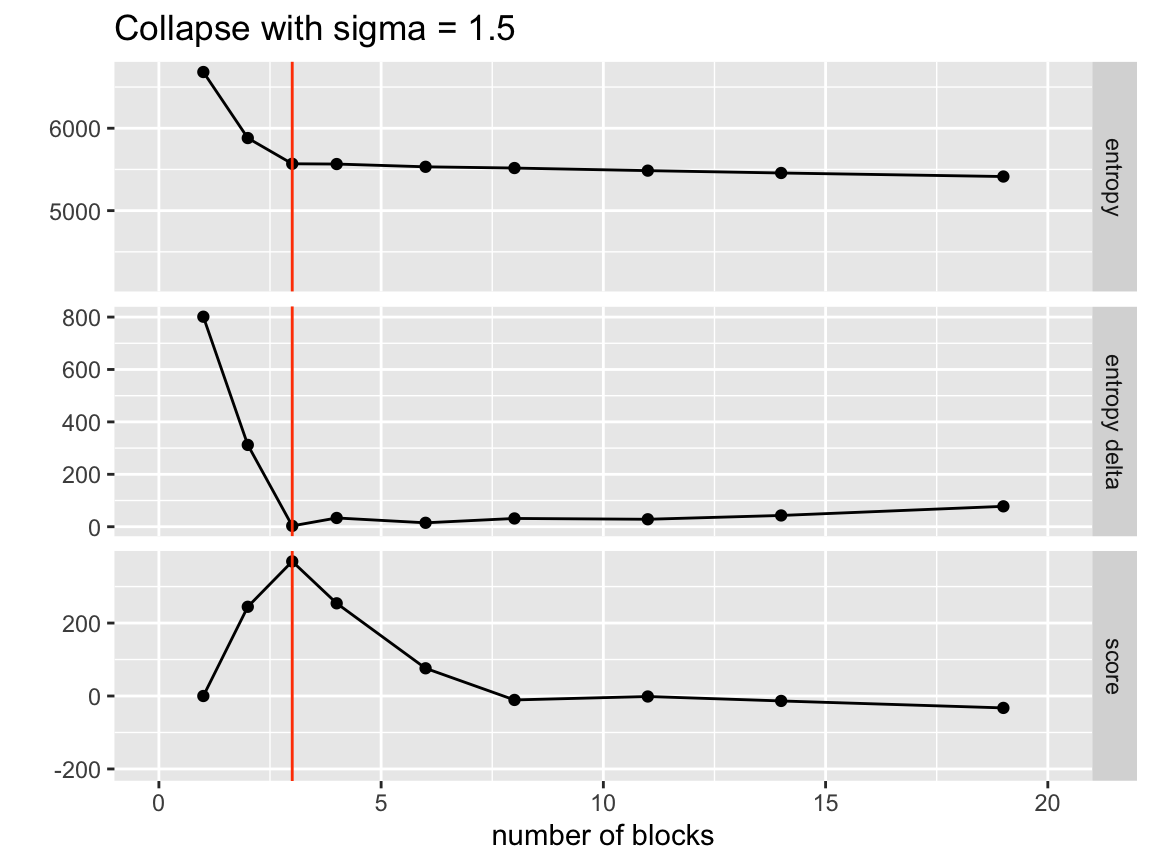 Collapse with sigma = 1.5
6000
5000
entropy
800
600
400
200
0
entropy delta
200
0
-200
score
0 5 10 15 20
number of blocks